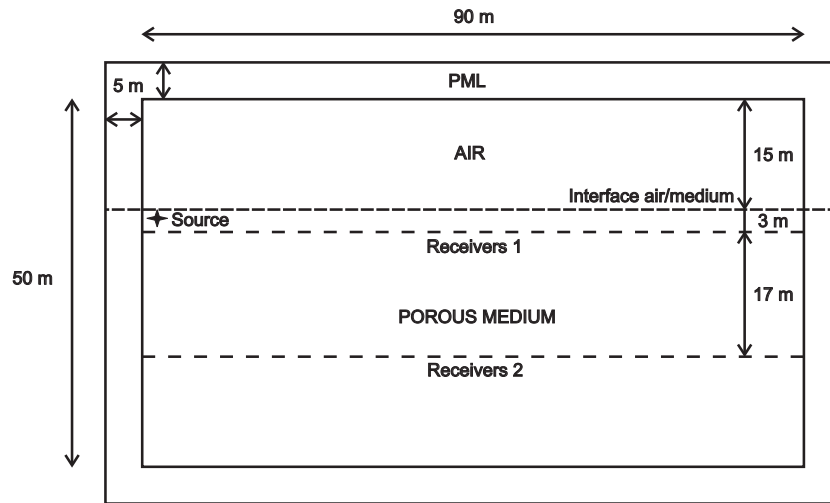 90 m
5 m
PML
AIR
15 m
Interface air/medium
Source
3 m
Receivers 1
50 m
17 m
POROUS MEDIUM
Receivers 2